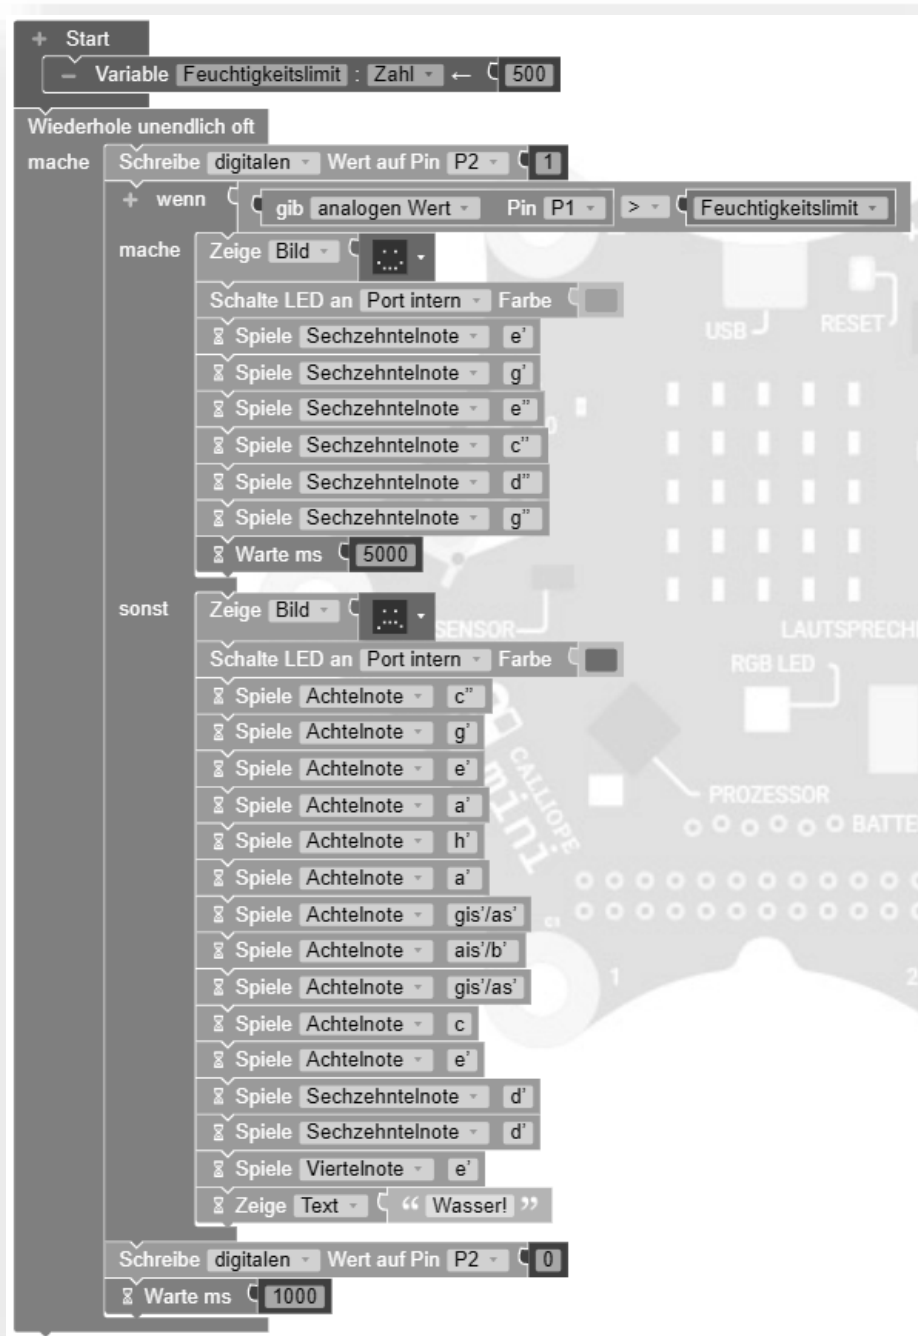 + Start
− Variable Feuchtigkeitslimit : Zahl ← 500
Wiederhole unendlich oft
mache Schreibe digitalen Wert auf Pin P2 1
+ wenn gib analogen Wert Pin P1 > Feuchtigkeitslimit
mache Zeige Bild
Schalte LED an Port intern Farbe
Spiele Sechzehntelnote e'
Spiele Sechzehntelnote g'
Spiele Sechzehntelnote e''
Spiele Sechzehntelnote c''
Spiele Sechzehntelnote d''
Spiele Sechzehntelnote g''
Warte ms 5000
sonst Zeige Bild
Schalte LED an Port intern Farbe
Spiele Achtelnote c''
Spiele Achtelnote g'
Spiele Achtelnote e'
Spiele Achtelnote a'
Spiele Achtelnote h'
Spiele Achtelnote a'
Spiele Achtelnote gis'/as'
Spiele Achtelnote ais'/b'
Spiele Achtelnote gis'/as'
Spiele Achtelnote c
Spiele Achtelnote e'
Spiele Sechzehntelnote d'
Spiele Sechzehntelnote d'
Spiele Viertelnote e'
Zeige Text “ Wasser! ”
Schreibe digitalen Wert auf Pin P2 0
Warte ms 1000
USB
RESET
SENSOR
LAUTSPRECH
RGB LED
CALLIOPE
mini
PROZESSOR
BATTE
1
2